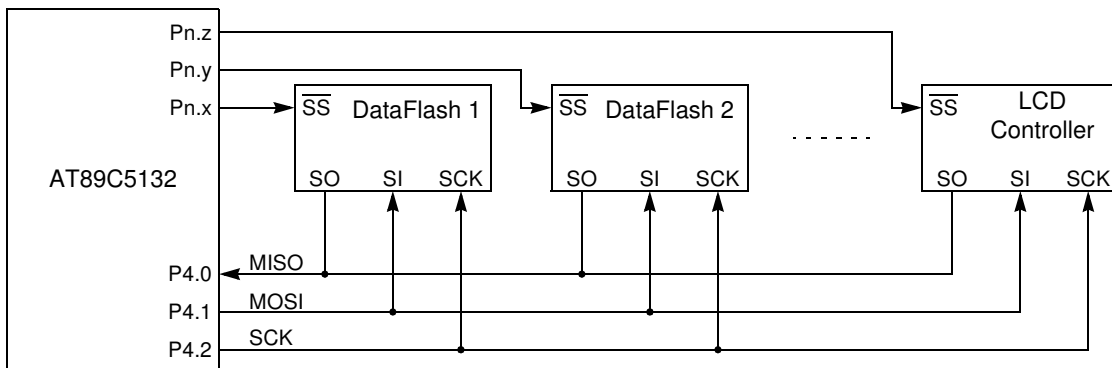 Pn.z
Pn.y
Pn.x
SS DataFlash 1
SS DataFlash 2
SS LCD
Controller
AT89C5132
SO SI SCK
SO SI SCK
SO SI SCK
P4.0 MISO
P4.1 MOSI
P4.2 SCK